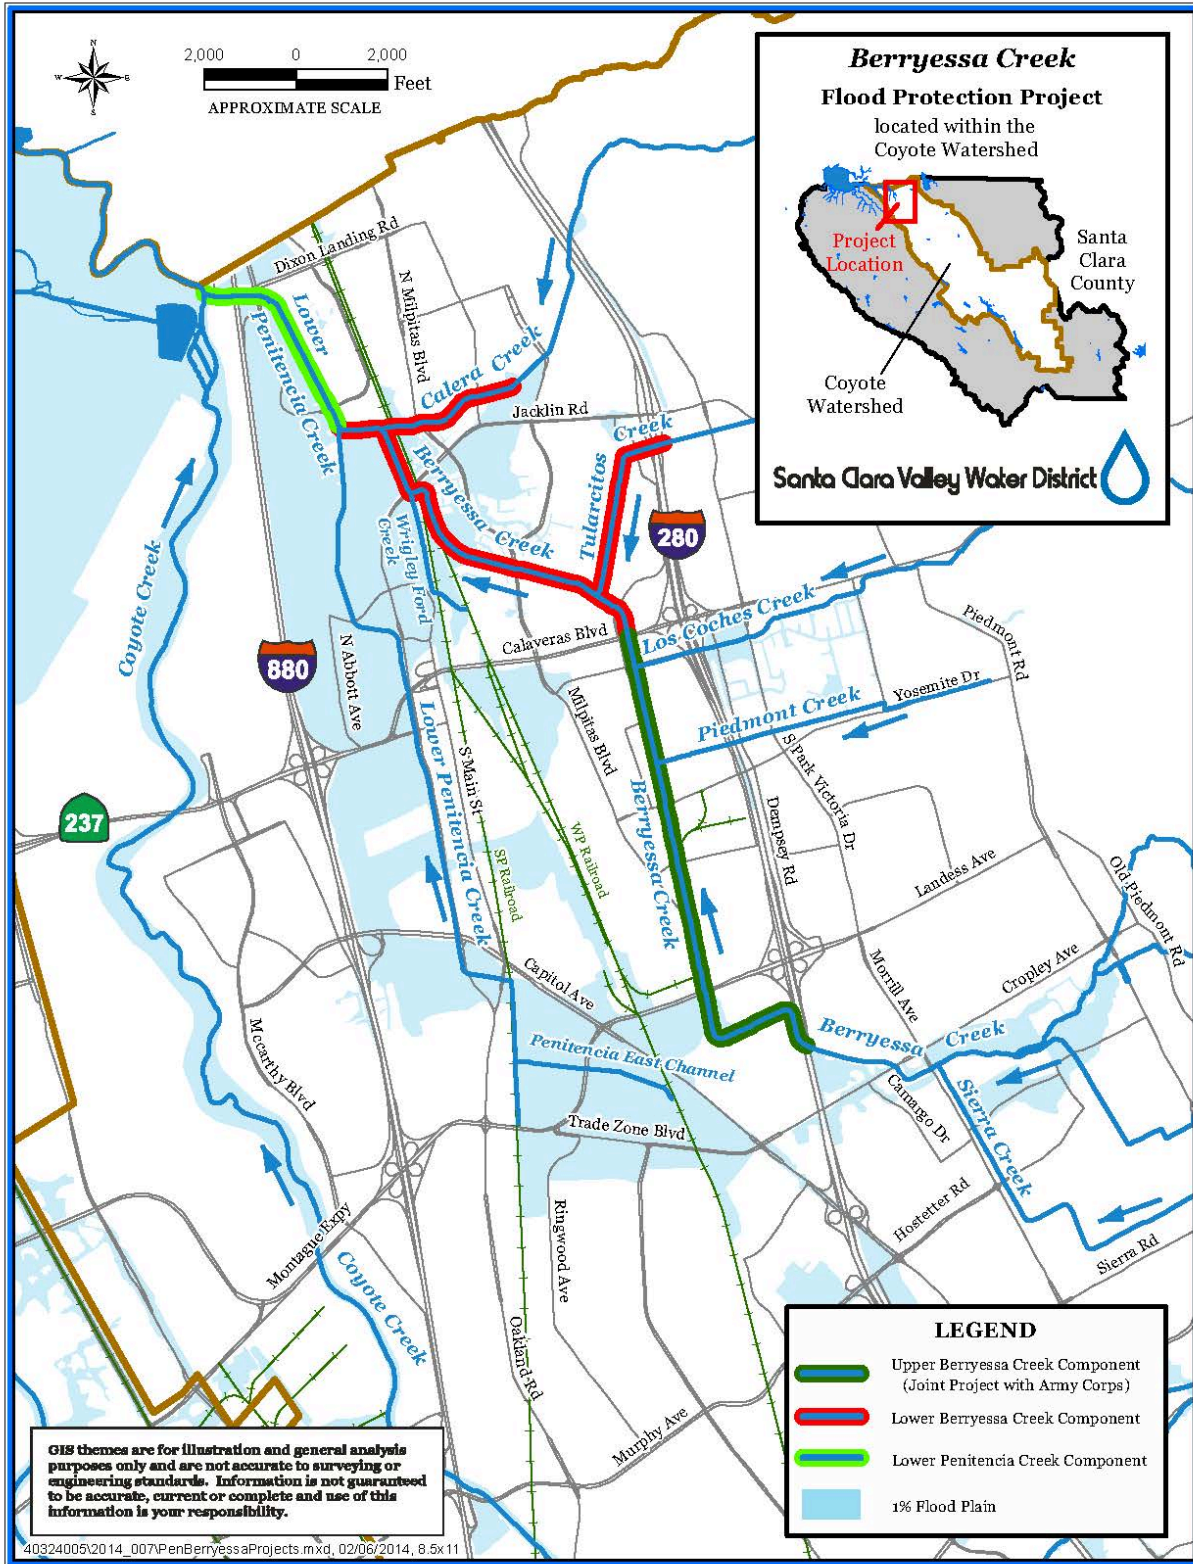 N
W E
S
2,000 0 2,000
Feet
APPROXIMATE SCALE
Berryessa Creek
Flood Protection Project
located within the
Coyote Watershed
Project
Location
Santa
Clara
County
Coyote
Watershed
Santa Clara Valley Water District
Dixon Landing Rd
N Milpitas Blvd
Lower
Penitencia Creek
Calera Creek
Jacklin Rd
Berryessa Creek
Tularcitos
Creek
280
Wrigley Ford
Creek
Coyote Creek
880
N Abbott Ave
Calaveras Blvd
Los Coches Creek
Piedmont Rd
Milpitas Blvd
Piedmont Creek
Yosemite Dr
Lower Penitencia Creek
S Main St
S Park Victoria Dr
237
Berryessa Creek
Dempsey Rd
WP Railroad
SP Railroad
Landess Ave
Old Piedmont Rd
Capitol Ave
Morrill Ave
Cropley Ave
Mccarthy Blvd
Penitencia East Channel
Berryessa Creek
Camargo Dr
Sierra Creek
Trade Zone Blvd
Hostetter Rd
Sierra Rd
Montague Expy
Ringwood Ave
Coyote Creek
Oakland Rd
Murphy Ave
LEGEND
Upper Berryessa Creek Component
(Joint Project with Army Corps)
Lower Berryessa Creek Component
Lower Penitencia Creek Component
1% Flood Plain
GIS themes are for illustration and general analysis
purposes only and are not accurate to surveying or
engineering standards. Information is not guaranteed
to be accurate, current or complete and use of this
information is your responsibility.
40324005\2014_007\PenBerryessaProjects.mxd, 02/06/2014, 8.5x11